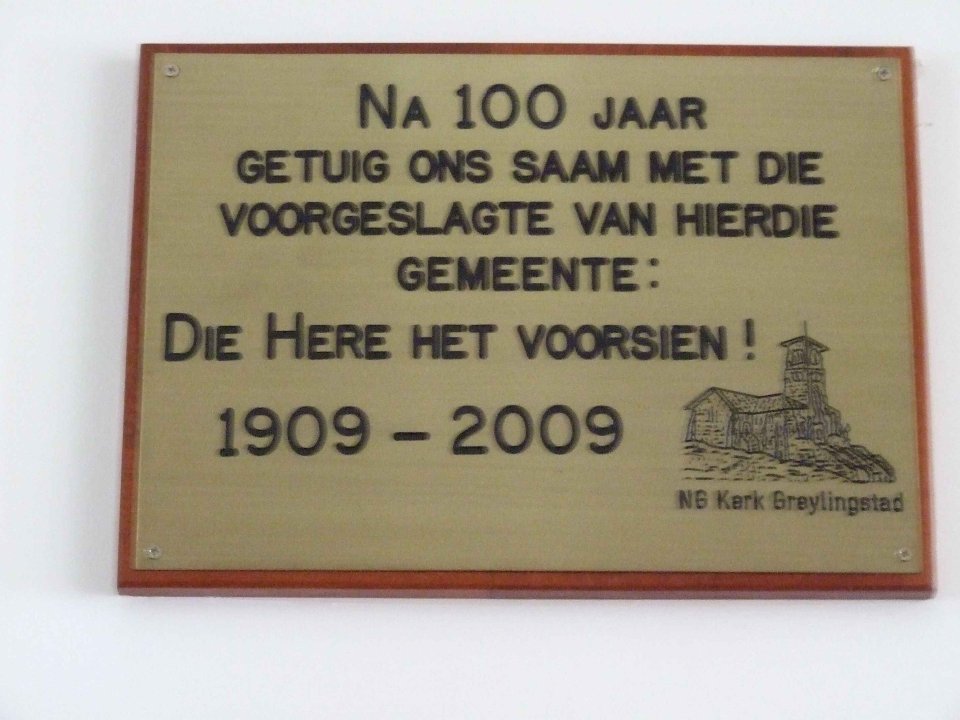 NA 100 JAAR
GETUIG ONS SAAM MET DIE
VOORGESLAGTE VAN HIERDIE
GEMEENTE:
DIE HERE HET VOORSIEN!
1909 - 2009
NG Kerk Greylingstad